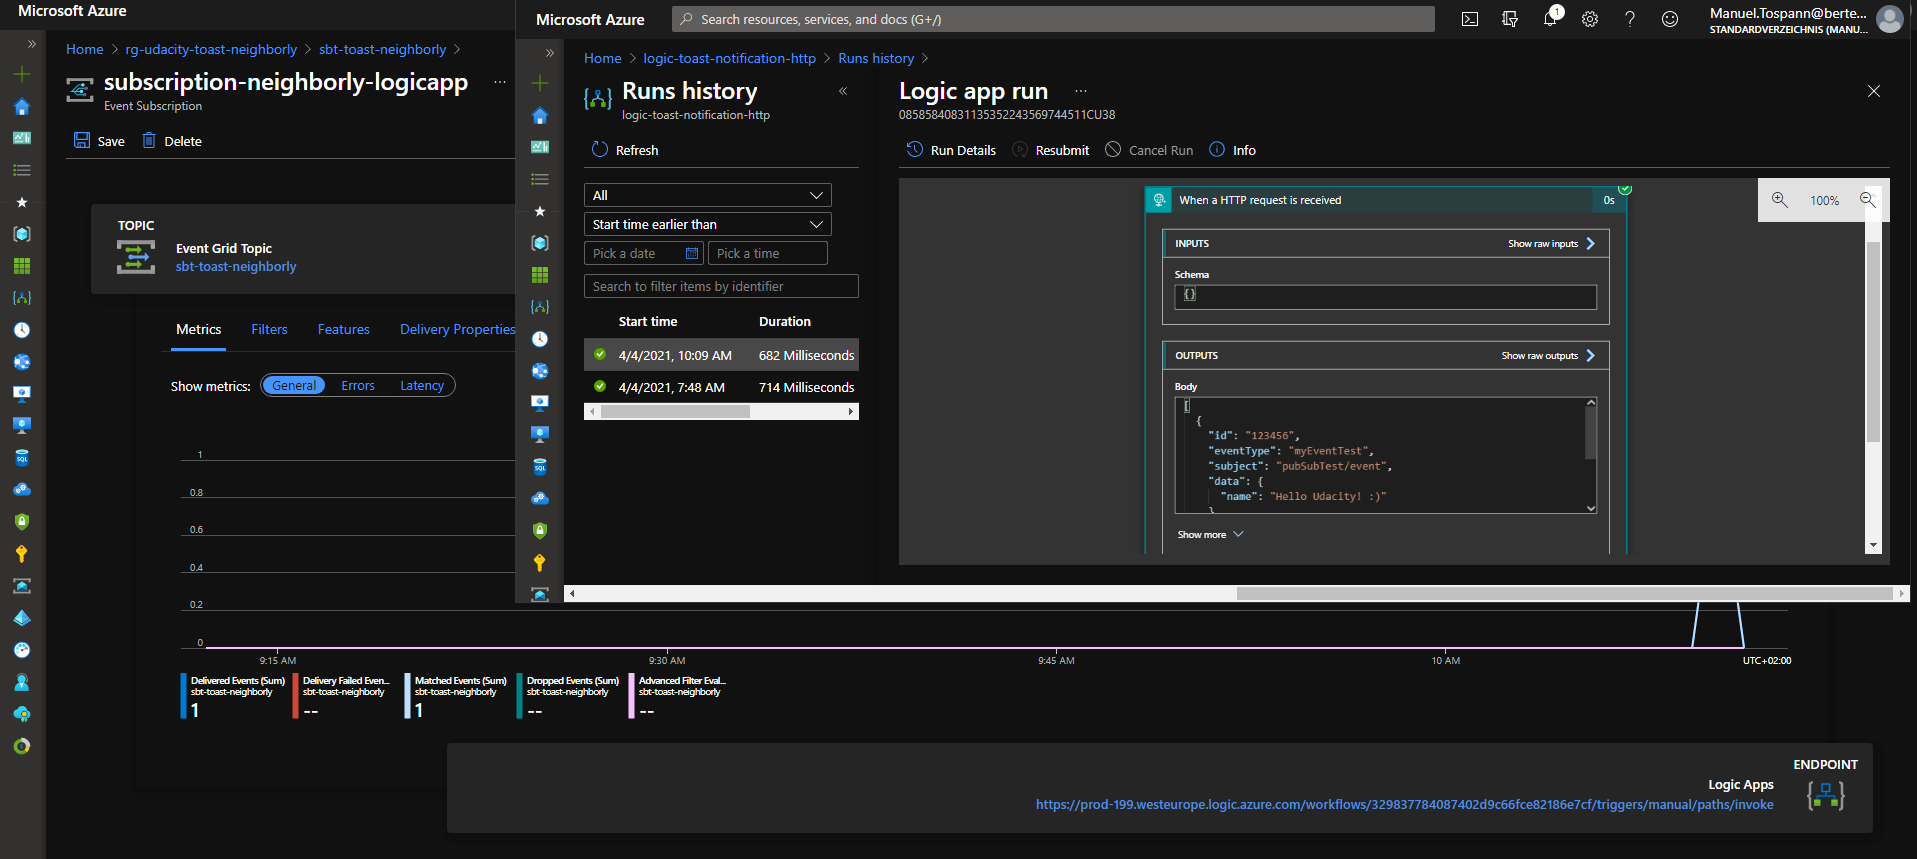 Microsoft Azure
Home > rg-udacity-toast-neighborly > sbt-toast-neighborly >
subscription-neighborly-logicapp ...
Event Subscription
Save Delete
TOPIC
Event Grid Topic
sbt-toast-neighborly
Metrics Filters Features Delivery Properties
Show metrics: General Errors Latency
1
0.8
0.6
0.4
0.2
0
9:15 AM 9:30 AM 9:45 AM 10 AM UTC+02:00
Delivered Events (Sum)
sbt-toast-neighborly
1
Delivery Failed Even...
sbt-toast-neighborly
--
Matched Events (Sum)
sbt-toast-neighborly
1
Dropped Events (Sum)
sbt-toast-neighborly
--
Advanced Filter Eval...
sbt-toast-neighborly
--
ENDPOINT
Logic Apps
https://prod-199.westeurope.logic.azure.com/workflows/329837784087402d9c66fce82186e7cf/triggers/manual/paths/invoke
Microsoft Azure
Search resources, services, and docs (G+/)
1
Manuel.Tospann@berte...
STANDARDVERZEICHNIS (MANU...
Home > logic-toast-notification-http > Runs history >
Runs history
logic-toast-notification-http
Refresh
All
Start time earlier than
Pick a date Pick a time
Search to filter items by identifier
Start time Duration
4/4/2021, 10:09 AM 682 Milliseconds
4/4/2021, 7:48 AM 714 Milliseconds
Logic app run ...
08585840831135352243569744511CU38
Run Details Resubmit Cancel Run Info
When a HTTP request is received 0s
100%
INPUTS Show raw inputs
Schema
{}
OUTPUTS Show raw outputs
Body
[
{
"id": "123456",
"eventType": "myEventTest",
"subject": "pubSubTest/event",
"data": {
"name": "Hello Udacity! :)"
}
Show more